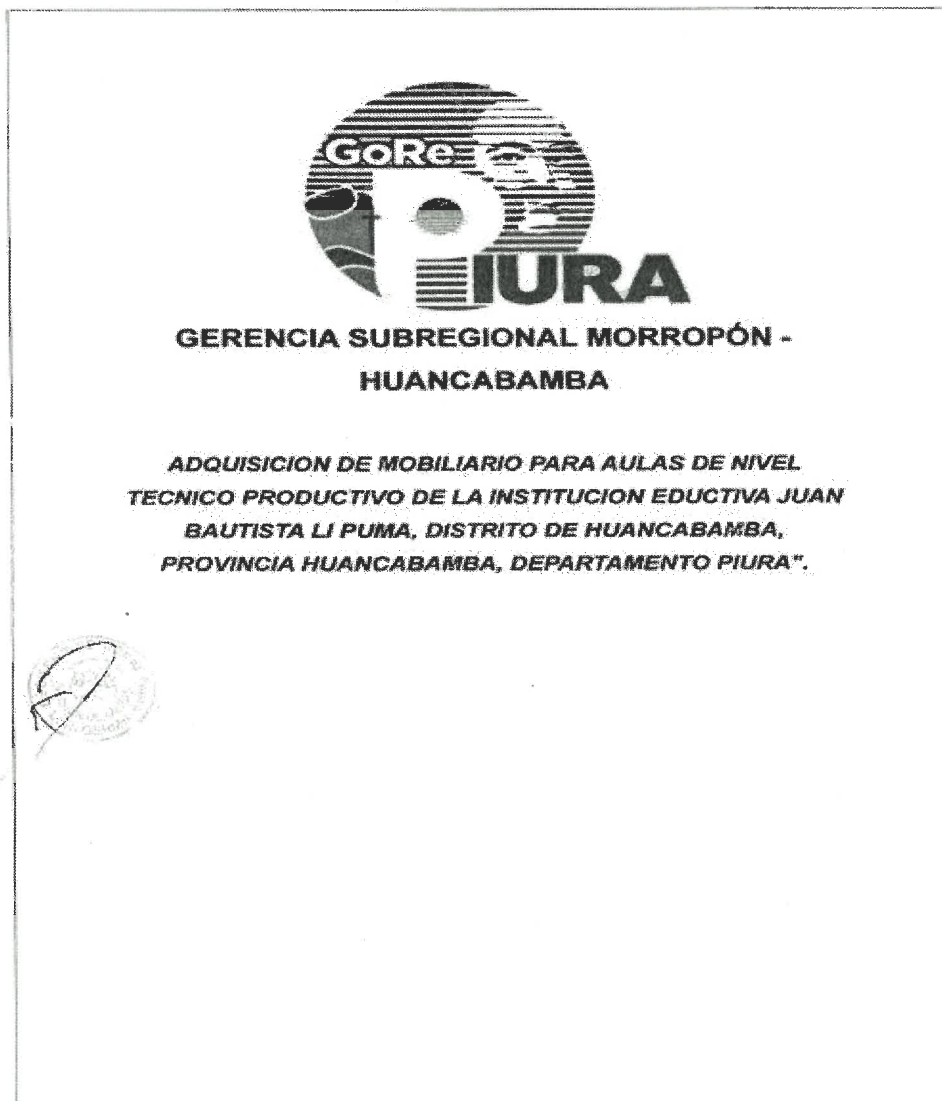 GoRe
PIURA
GERENCIA SUBREGIONAL MORROPÓN -
HUANCABAMBA
ADQUISICION DE MOBILIARIO PARA AULAS DE NIVEL
TECNICO PRODUCTIVO DE LA INSTITUCION EDUCTIVA JUAN
BAUTISTA LI PUMA, DISTRITO DE HUANCABAMBA,
PROVINCIA HUANCABAMBA, DEPARTAMENTO PIURA".